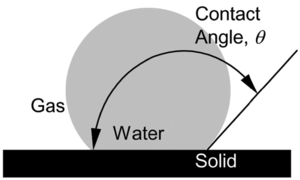 Contact
Angle, θ
Gas
Water
Solid